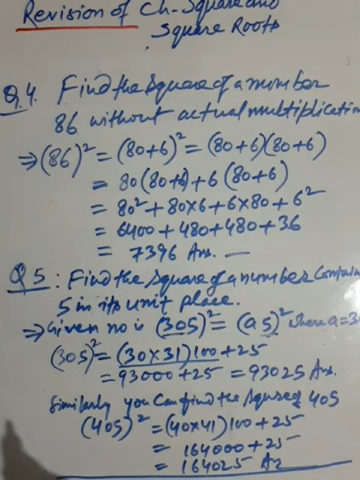 Revision of Ch-Square and
Square Roots
Q.4. Find the Square of a number
86 without actual multiplication
⇒ (86)² = (80+6)² = (80+6)(80+6)
= 80(80+6)+6(80+6)
= 80²+80×6+6×80+6²
= 6400+480+480+36
= 7396 Ans.
Q5: Find the Square of a number Contain
5 in its unit place.
⇒ Given no is (305)² = (a5)² where a=30
(305)² = (30×31)100+25
= 93000+25 = 93025 Ans.
Similarly you Can find the Square of 405
(405)² = (40×41)100+25
= 164000+25
= 164025 A